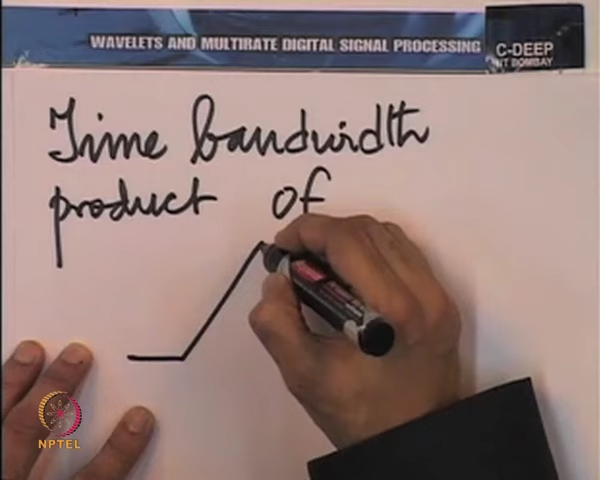 WAVELETS AND MULTIRATE DIGITAL SIGNAL PROCESSING
C-DEEP
IIT BOMBAY
Time bandwidth
product of
NPTEL